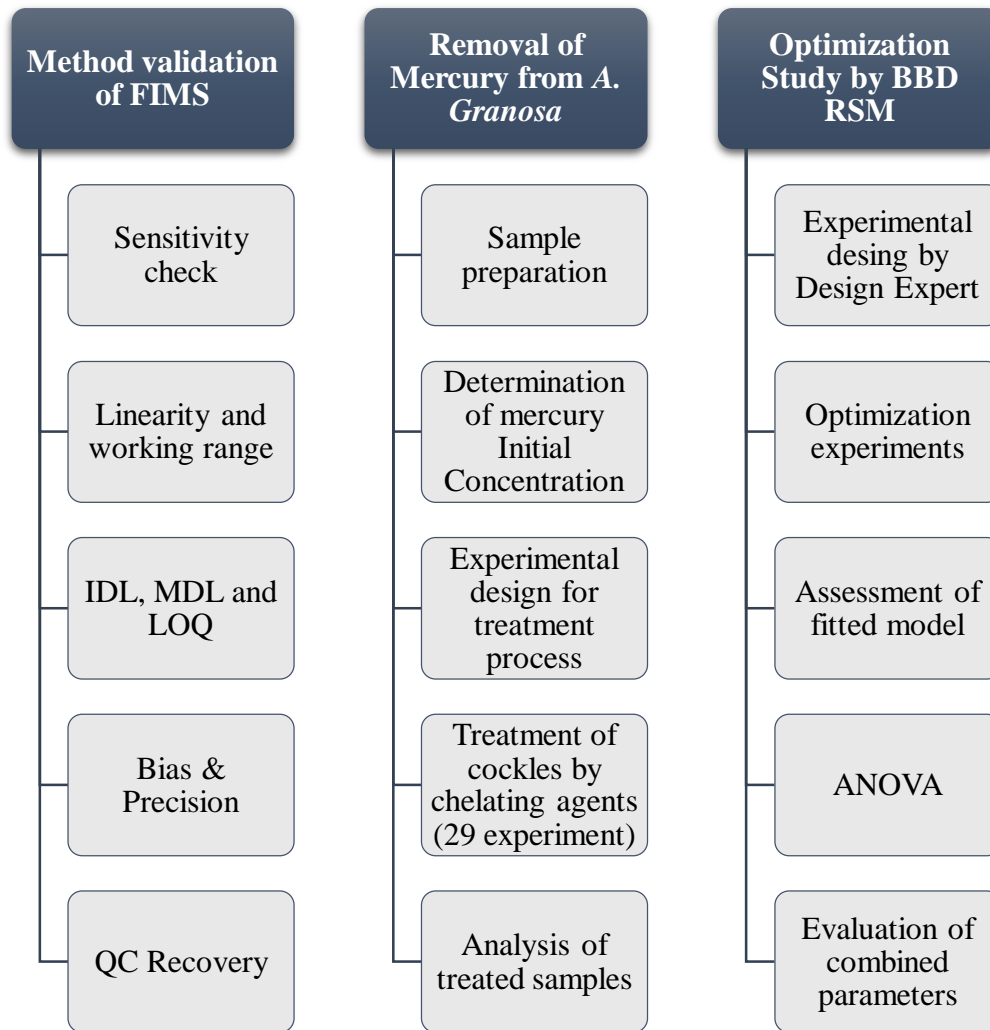 Method validation
of FIMS
Sensitivity
check
Linearity and
working range
IDL, MDL and
LOQ
Bias &
Precision
QC Recovery
Removal of
Mercury from A.
Granosa
Sample
preparation
Determination
of mercury
Initial
Concentration
Experimental
design for
treatment
process
Treatment of
cockles by
chelating agents
(29 experiment)
Analysis of
treated samples
Optimization
Study by BBD
RSM
Experimental
desing by
Design Expert
Optimization
experiments
Assessment of
fitted model
ANOVA
Evaluation of
combined
parameters